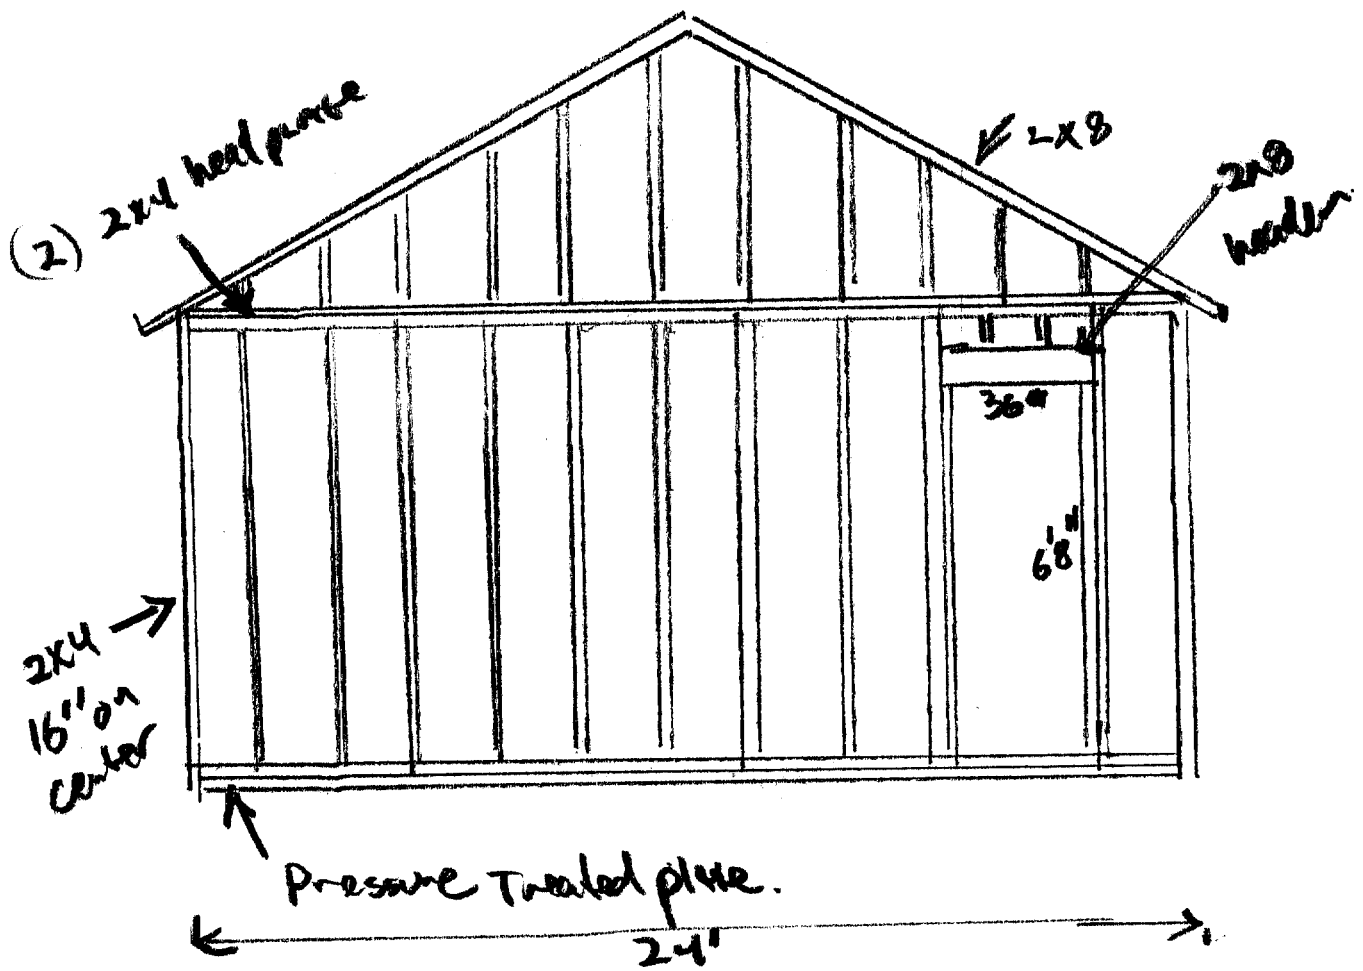 (2) 2x4 head plate
2x8
2x8
header
36"
6'8"
2x4
16" on
center
Pressure Treated plate.
24'